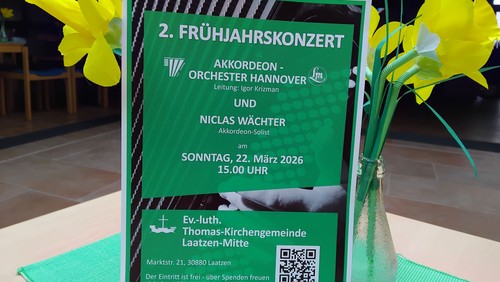 2. FRÜHJAHRSKONZERT
AKKORDEON -
ORCHESTER HANNOVER
Leitung: Igor Krizman
UND
NICLAS WÄCHTER
Akkordeon-Solist
am
SONNTAG, 22. März 2026
15.00 UHR
Ev.-luth.
Thomas-Kirchengemeinde
Laatzen-Mitte
Marktstr. 21, 30880 Laatzen
Der Eintritt ist frei - über Spenden freuen